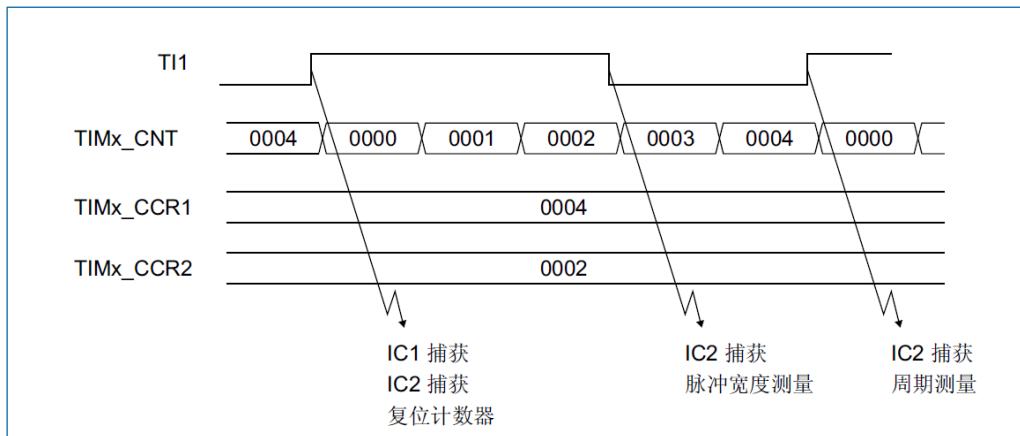 TI1
TIMx_CNT 0004 0000 0001 0002 0003 0004 0000
TIMx_CCR1 0004
TIMx_CCR2 0002
IC1 捕获
IC2 捕获
复位计数器
IC2 捕获
脉冲宽度测量
IC2 捕获
周期测量